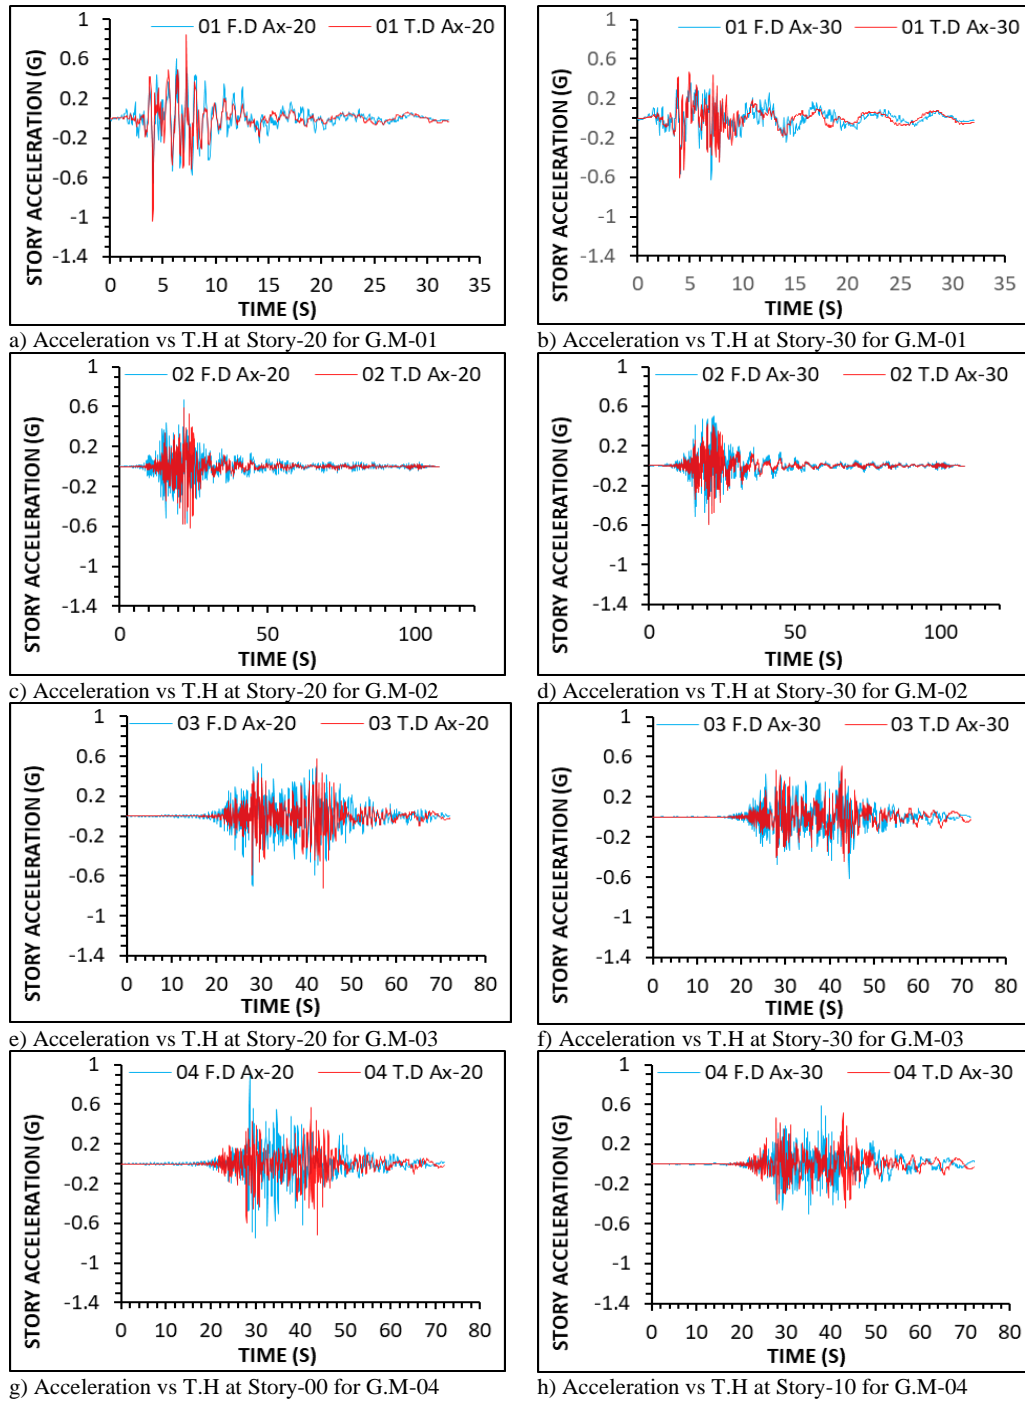 01 F.D Ax-20 01 T.D Ax-20
STORY ACCELERATION (G)
1
0.6
0.2
-0.2
-0.6
-1
-1.4
0 5 10 15 20 25 30 35
TIME (S)
a) Acceleration vs T.H at Story-20 for G.M-01
01 F.D Ax-30 01 T.D Ax-30
STORY ACCELERATION (G)
1
0.6
0.2
-0.2
-0.6
-1
-1.4
0 5 10 15 20 25 30 35
TIME (S)
b) Acceleration vs T.H at Story-30 for G.M-01
02 F.D Ax-20 02 T.D Ax-20
STORY ACCELERATION (G)
1
0.6
0.2
-0.2
-0.6
-1
-1.4
0 50 100
TIME (S)
c) Acceleration vs T.H at Story-20 for G.M-02
02 F.D Ax-30 02 T.D Ax-30
STORY ACCELERATION (G)
1
0.6
0.2
-0.2
-0.6
-1
-1.4
0 50 100
TIME (S)
d) Acceleration vs T.H at Story-30 for G.M-02
03 F.D Ax-20 03 T.D Ax-20
STORY ACCELERATION (G)
1
0.6
0.2
-0.2
-0.6
-1
-1.4
0 10 20 30 40 50 60 70 80
TIME (S)
e) Acceleration vs T.H at Story-20 for G.M-03
03 F.D Ax-30 03 T.D Ax-30
STORY ACCELERATION (G)
1
0.6
0.2
-0.2
-0.6
-1
-1.4
0 10 20 30 40 50 60 70 80
TIME (S)
f) Acceleration vs T.H at Story-30 for G.M-03
04 F.D Ax-20 04 T.D Ax-20
STORY ACCELERATION (G)
1
0.6
0.2
-0.2
-0.6
-1
-1.4
0 10 20 30 40 50 60 70 80
TIME (S)
g) Acceleration vs T.H at Story-00 for G.M-04
04 F.D Ax-30 04 T.D Ax-30
STORY ACCELERATION (G)
1
0.6
0.2
-0.2
-0.6
-1
-1.4
0 10 20 30 40 50 60 70 80
TIME (S)
h) Acceleration vs T.H at Story-10 for G.M-04